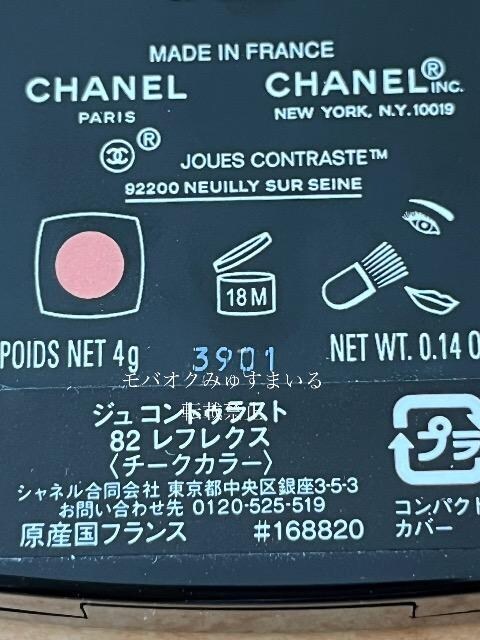 MADE IN FRANCE
CHANEL
PARIS
CHANEL® INC.
NEW YORK, N.Y.10019
®
JOUES CONTRASTE™
92200 NEUILLY SUR SEINE
18M
POIDS NET 4g
3901
NET WT. 0.14 O
モバオクみゅすまいる
転載禁止
ジュ コントゥラスト
82 レフレクス
〈チークカラー〉
シャネル合同会社 東京都中央区銀座3-5-3
お問い合わせ先 0120-525-519
原産国フランス #168820
プラ
コンパクト
カバー